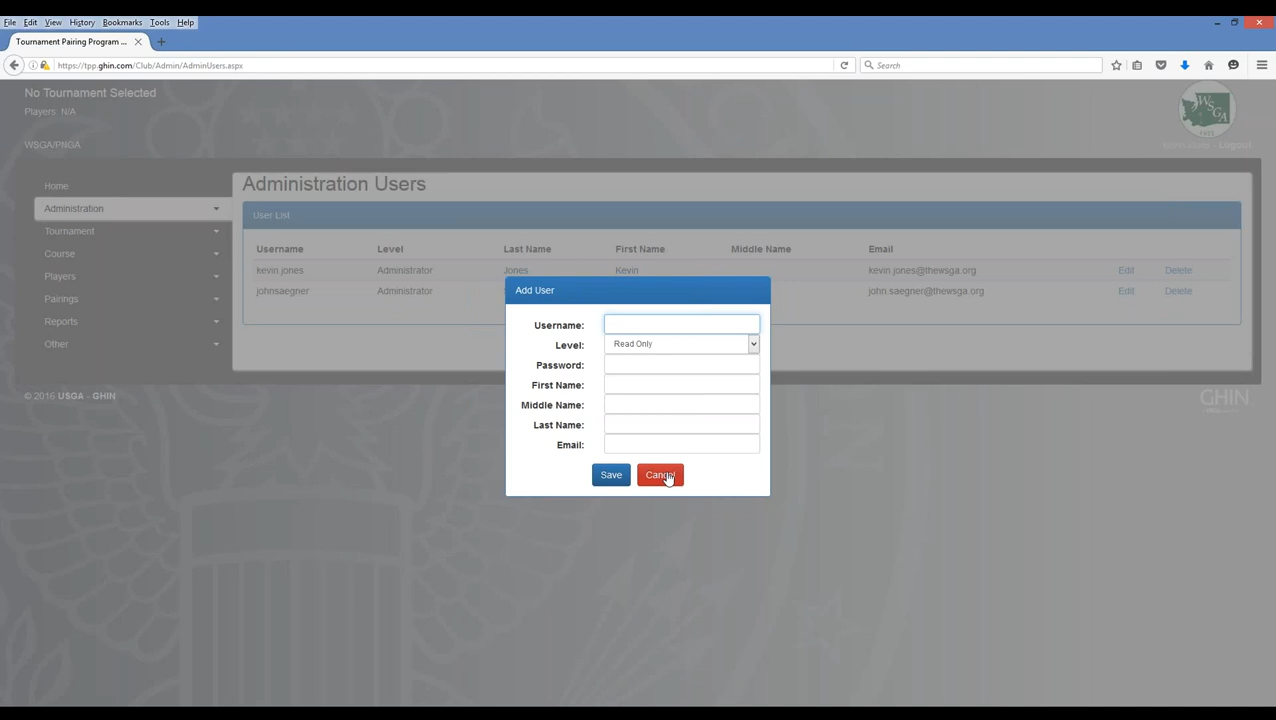 File Edit View History Bookmarks Tools Help
Tournament Pairing Program ...
https://tpp.ghin.com/Club/Admin/AdminUsers.aspx
Search
No Tournament Selected
Players: N/A
WSGA
WSGA/PNGA
Logout
Home
Administration
Tournament
Course
Players
Pairings
Reports
Other
Administration Users
User List
Username Level Last Name First Name Middle Name Email
kevin jones Administrator Jones Kevin kevin.jones@thewsga.org Edit Delete
johnsaegner Administrator john.saegner@thewsga.org Edit Delete
Add User
Username:
Level: Read Only
Password:
First Name:
Middle Name:
Last Name:
Email:
Save Cancel
© 2016 USGA - GHIN
GHIN